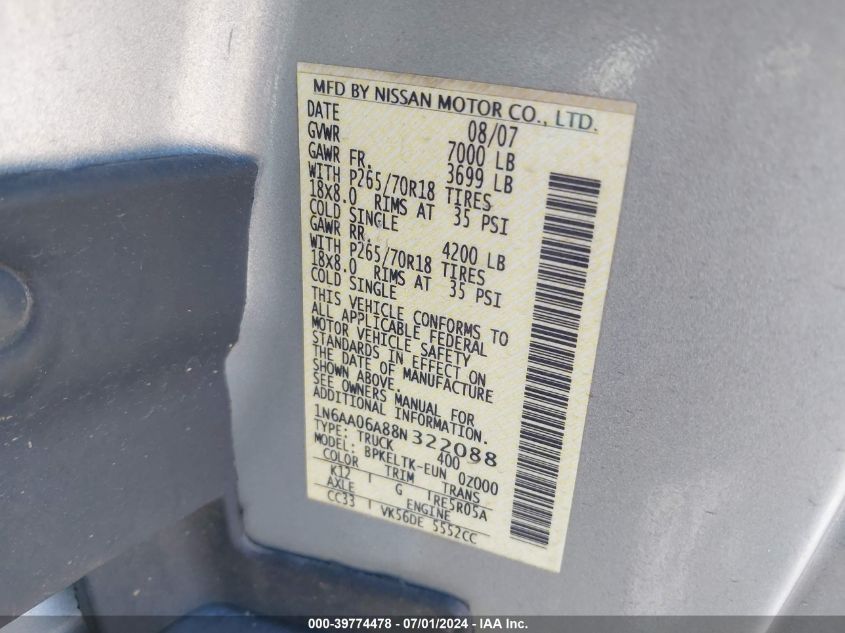 MFD BY NISSAN MOTOR CO., LTD.
DATE 08/07
GVWR 7000 LB
GAWR FR. 3699 LB
WITH P265/70R18 TIRES
18X8.0 RIMS AT 35 PSI
COLD SINGLE
GAWR RR. 4200 LB
WITH P265/70R18 TIRES
18X8.0 RIMS AT 35 PSI
COLD SINGLE
THIS VEHICLE CONFORMS TO
ALL APPLICABLE FEDERAL
MOTOR VEHICLE SAFETY
STANDARDS IN EFFECT ON
THE DATE OF MANUFACTURE
SHOWN ABOVE.
SEE OWNERS MANUAL FOR
ADDITIONAL INFORMATION.
1N6AA06A88N322088
TYPE: TRUCK 400
MODEL: BPKELTK-EUN 0Z000
COLOR TRIM TRANS
K12 G TRE5R05A
AXLE ENGINE
CC33 VK56DE 5552CC
000-39774478 - 07/01/2024 - IAA Inc.